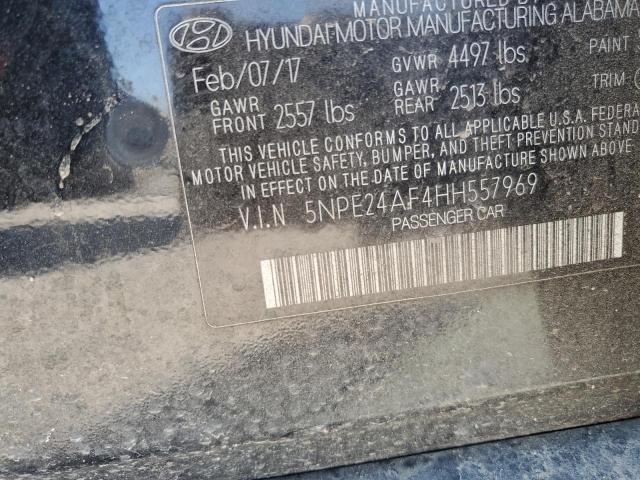 MANUFACTURED BY
HYUNDAI MOTOR MANUFACTURING ALABAMA
Feb/07/17 GVWR 4497 lbs PAINT
GAWR FRONT 2557 lbs GAWR REAR 2513 lbs TRIM
THIS VEHICLE CONFORMS TO ALL APPLICABLE U.S.A. FEDERA
MOTOR VEHICLE SAFETY, BUMPER, AND THEFT PREVENTION STAND
IN EFFECT ON THE DATE OF MANUFACTURE SHOWN ABOVE
V.I.N 5NPE24AF4HH557969
PASSENGER CAR